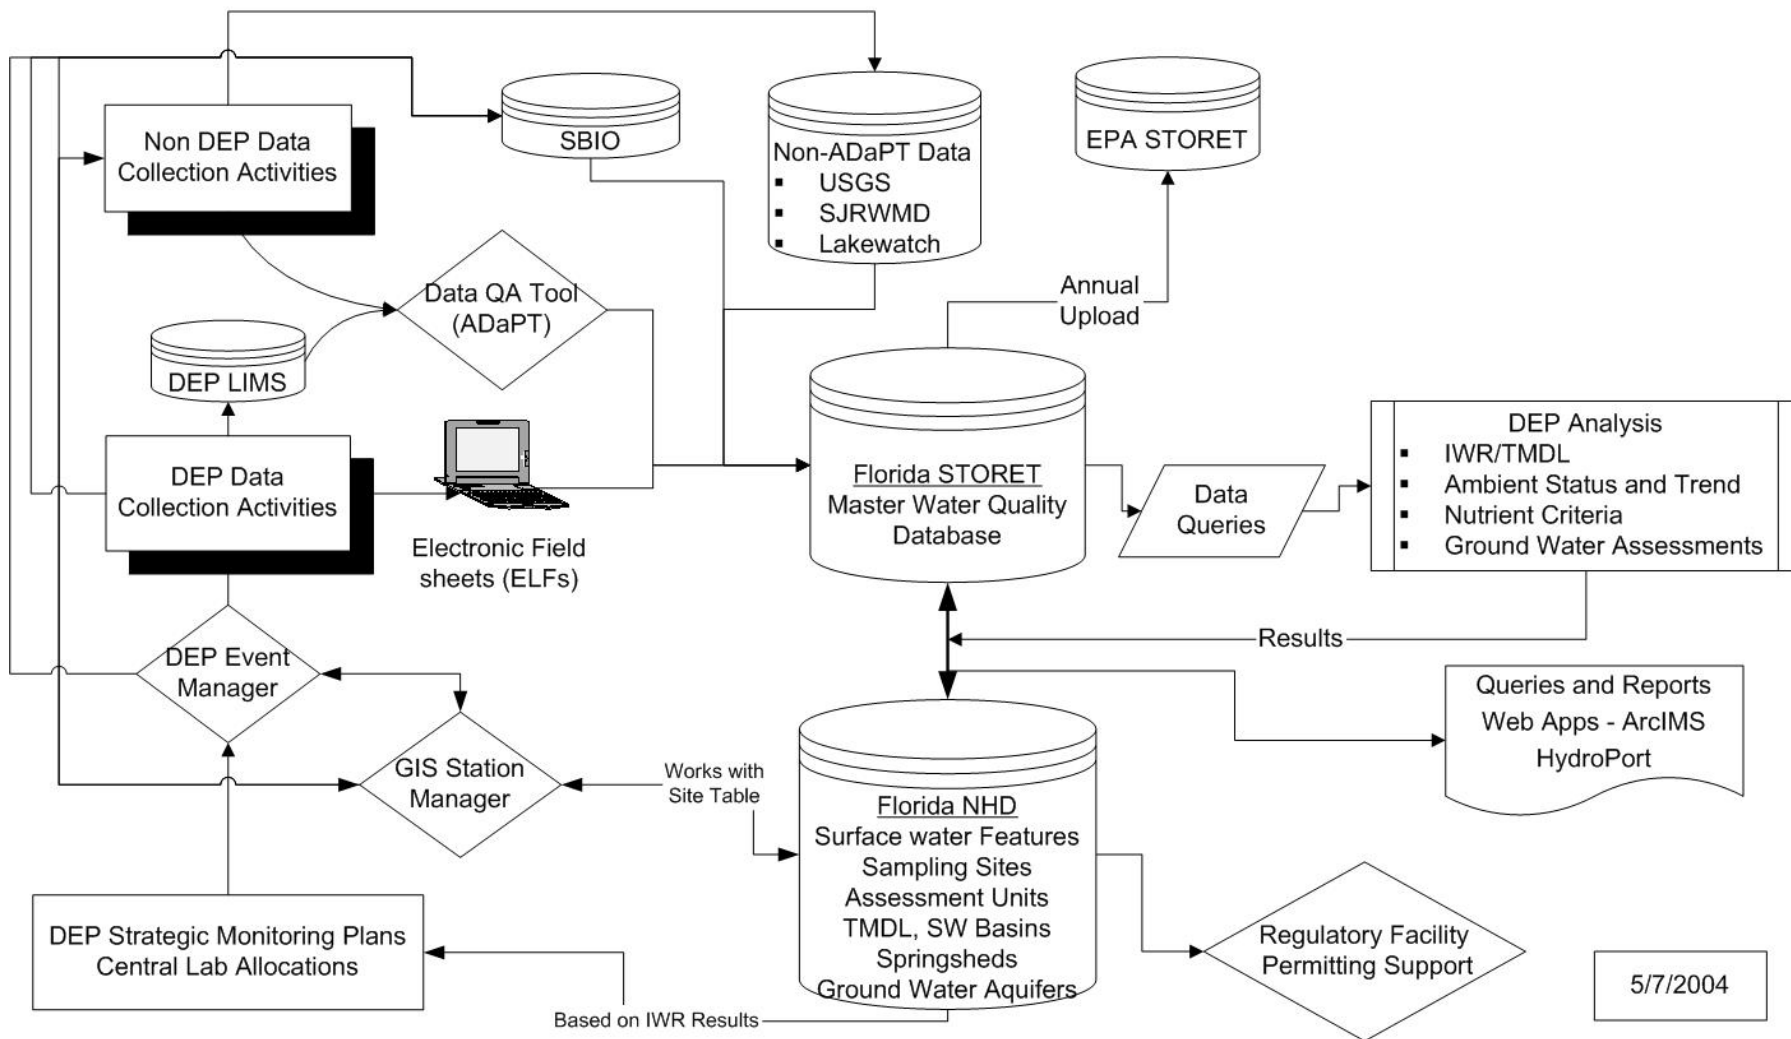 Non DEP Data
Collection Activities
SBIO
Non-ADaPT Data
▪ USGS
▪ SJRWMD
▪ Lakewatch
EPA STORET
Annual
Upload
Data QA Tool
(ADaPT)
DEP LIMS
DEP Data
Collection Activities
Electronic Field
sheets (ELFs)
Florida STORET
Master Water Quality
Database
Data
Queries
DEP Analysis
▪ IWR/TMDL
▪ Ambient Status and Trend
▪ Nutrient Criteria
▪ Ground Water Assessments
Results
DEP Event
Manager
GIS Station
Manager
Works with
Site Table
Queries and Reports
Web Apps - ArcIMS
HydroPort
Florida NHD
Surface water Features
Sampling Sites
Assessment Units
TMDL, SW Basins
Springsheds
Ground Water Aquifers
DEP Strategic Monitoring Plans
Central Lab Allocations
Based on IWR Results
Regulatory Facility
Permitting Support
5/7/2004